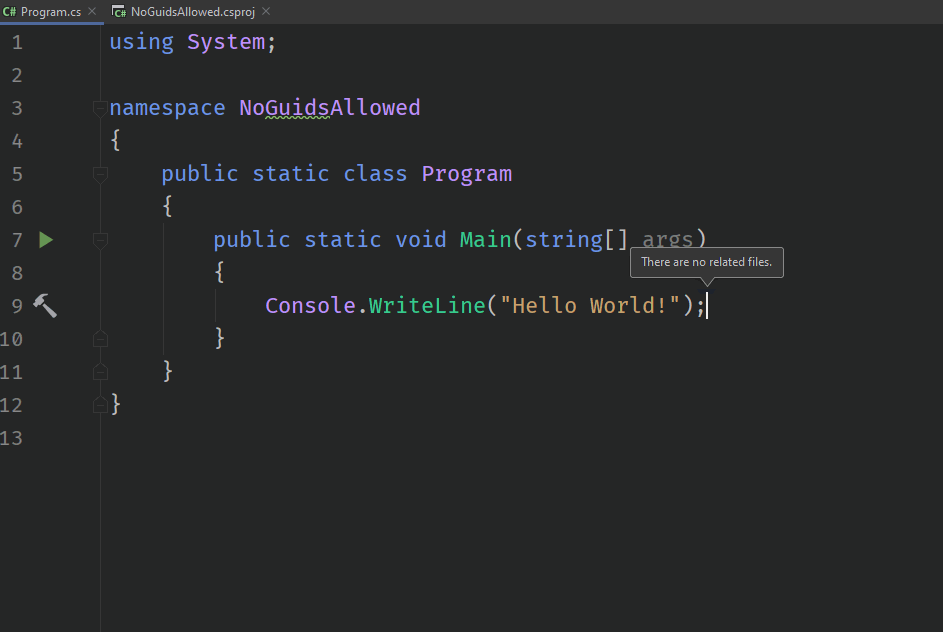 C# Program.cs × C# NoGuidsAllowed.csproj ×
1 using System;
2
3 namespace NoGuidsAllowed
4 {
5 public static class Program
6 {
7 public static void Main(string[] args)
There are no related files.
8 {
9 Console.WriteLine("Hello World!");
10 }
11 }
12 }
13